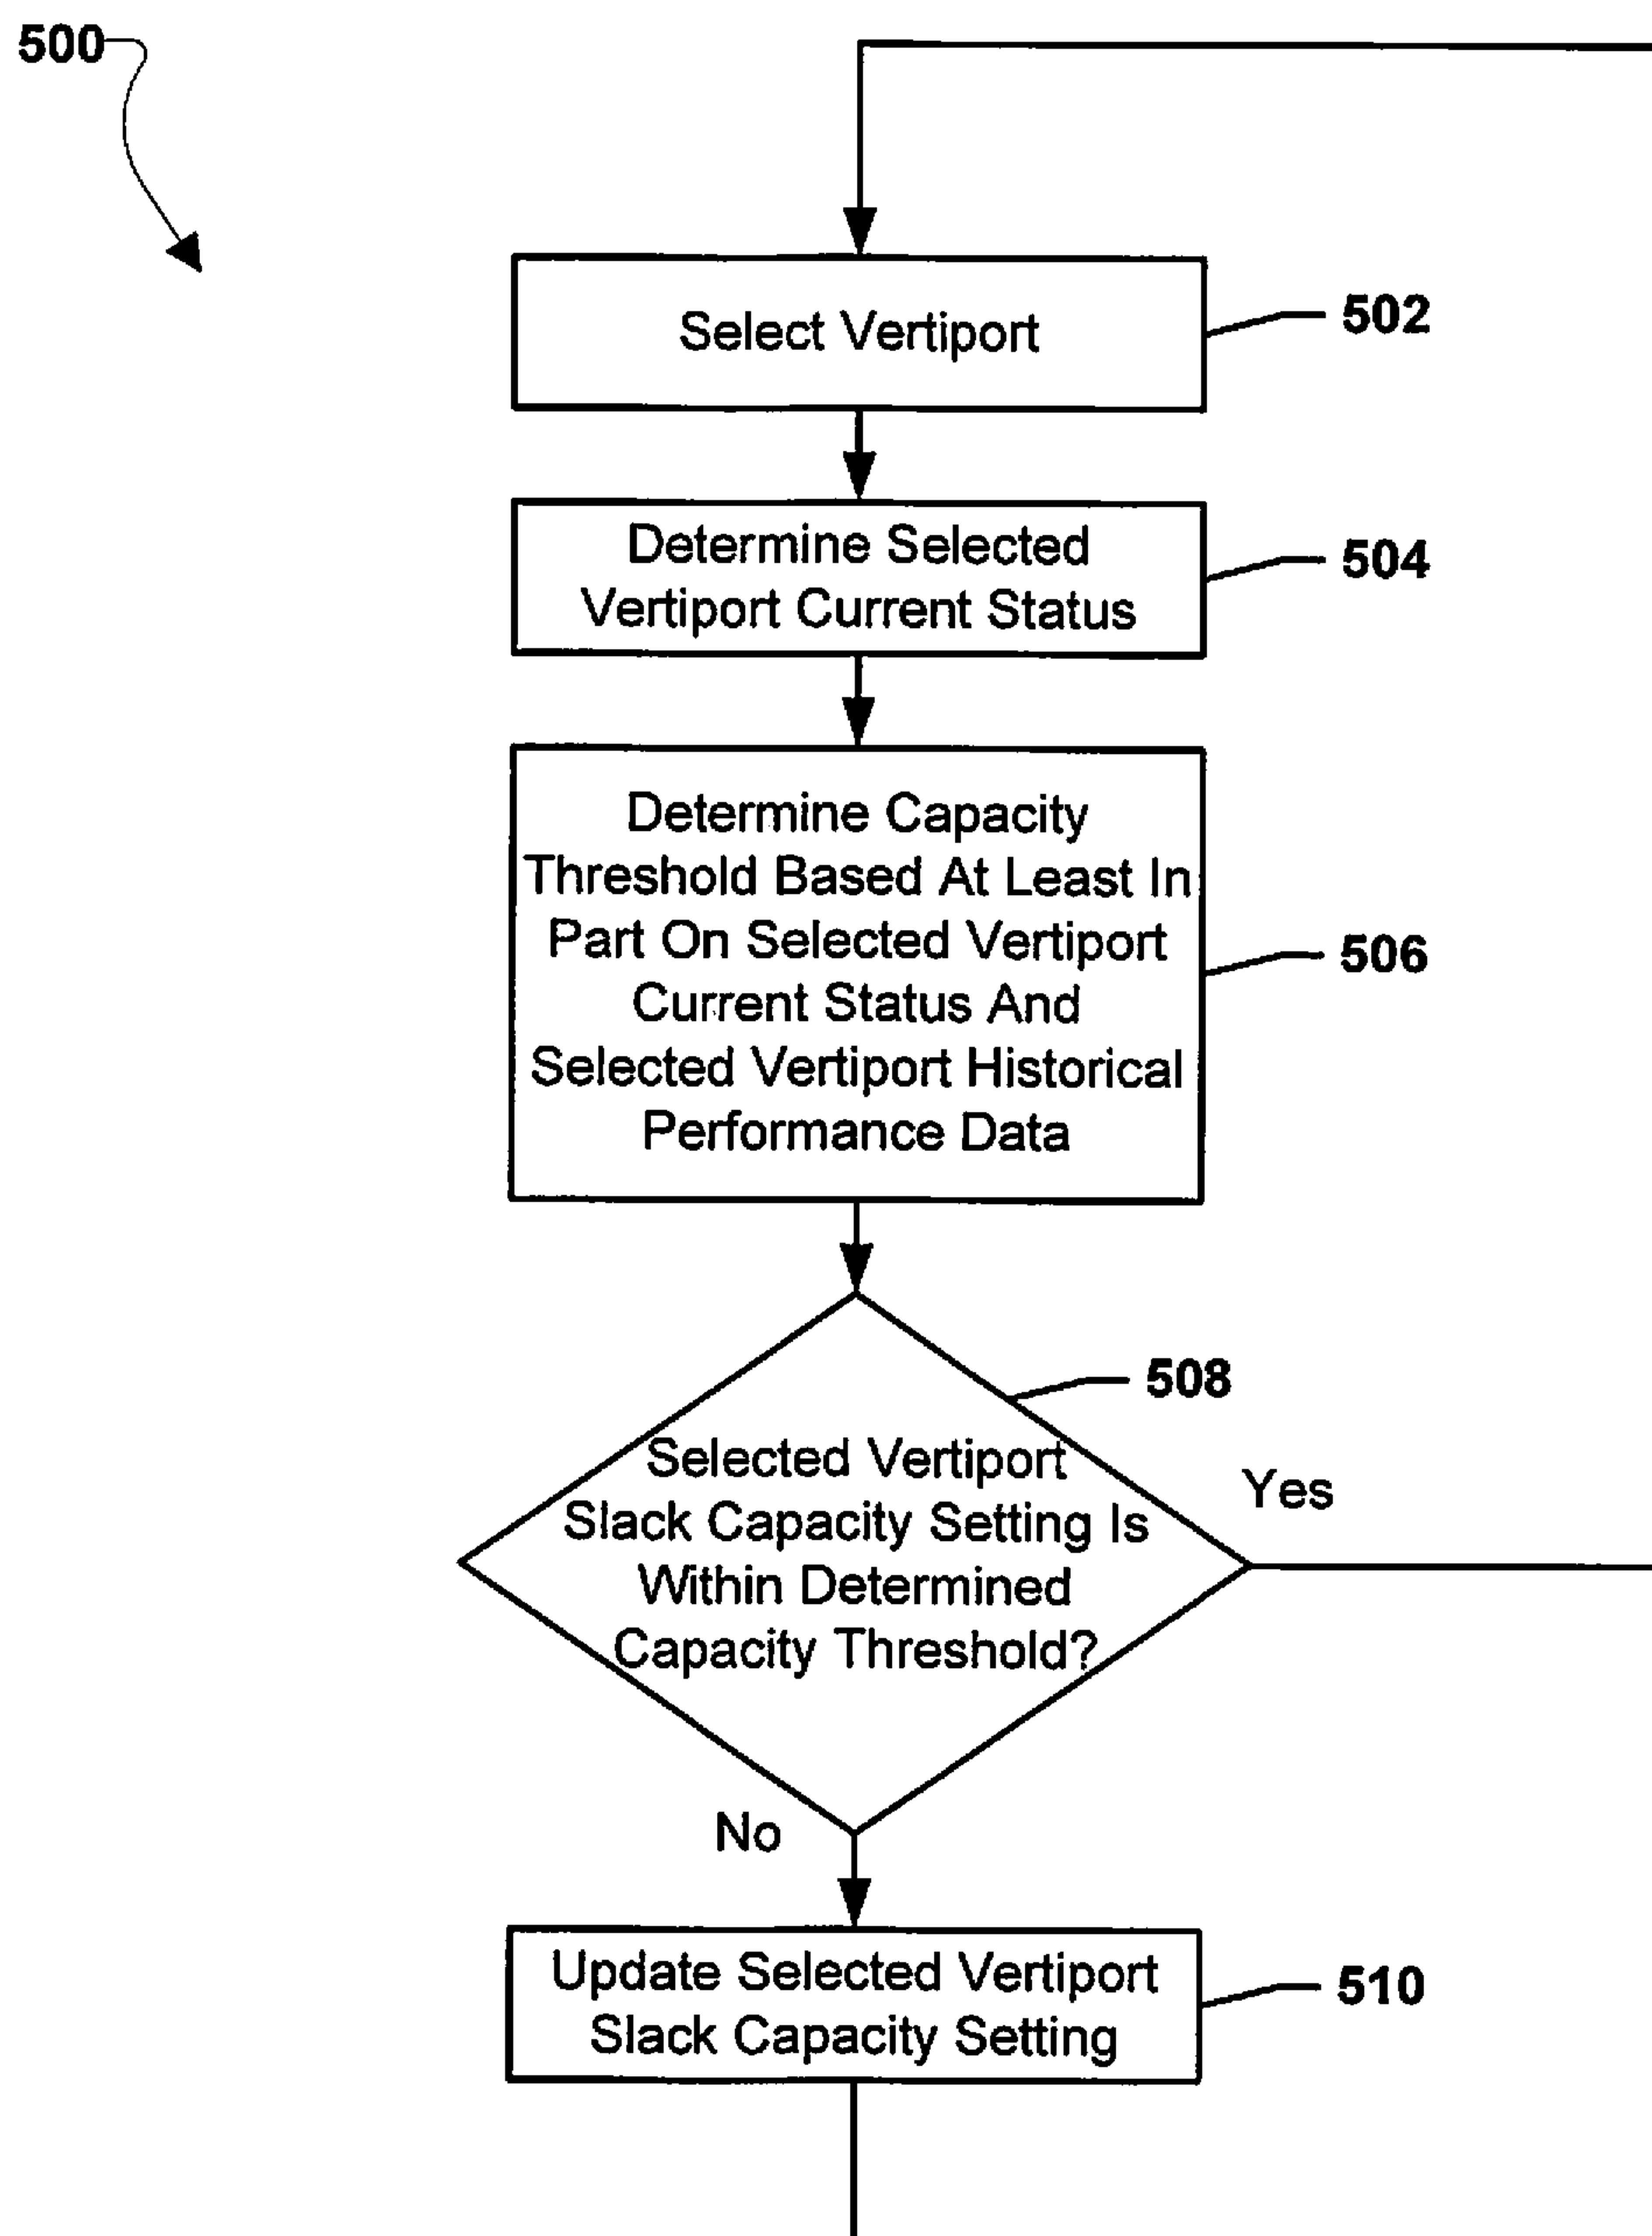 500
Select Vertiport
502
Determine Selected
Vertiport Current Status
504
Determine Capacity
Threshold Based At Least In
Part On Selected Vertiport
Current Status And
Selected Vertiport Historical
Performance Data
506
508
Selected Vertiport
Slack Capacity Setting Is
Within Determined
Capacity Threshold?
Yes
No
Update Selected Vertiport
Slack Capacity Setting
510